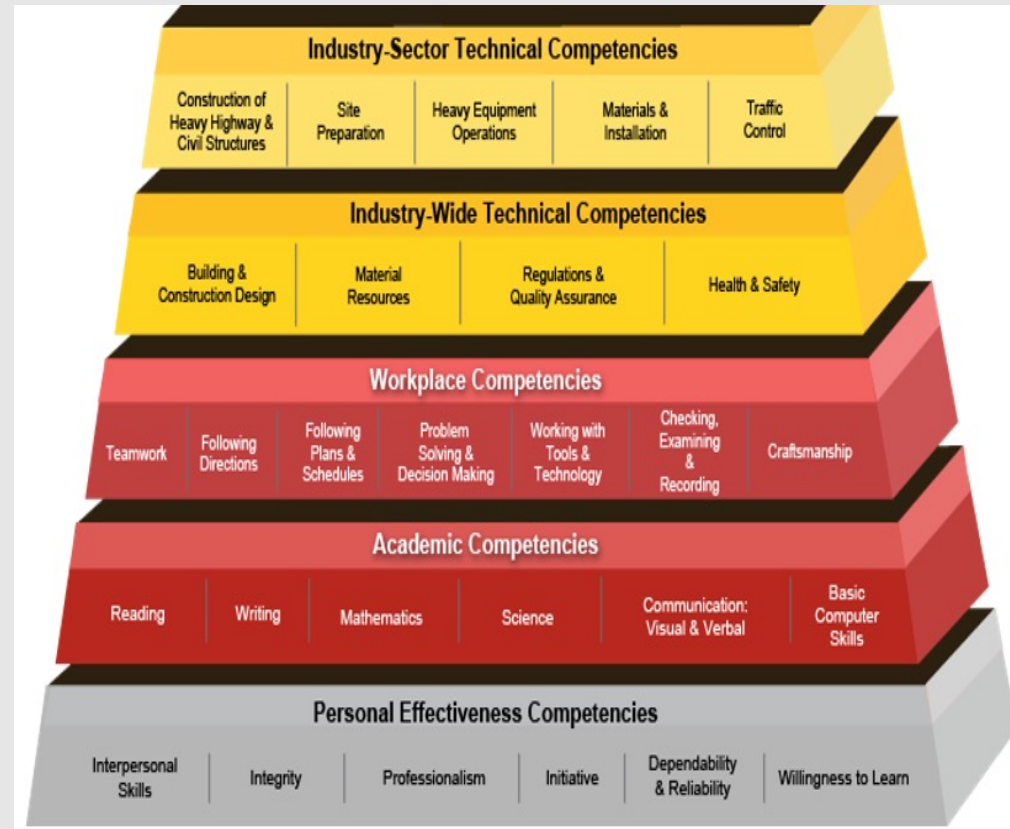 Industry-Sector Technical Competencies
Construction of
Heavy Highway &
Civil Structures
Site
Preparation
Heavy Equipment
Operations
Materials &
Installation
Traffic
Control
Industry-Wide Technical Competencies
Building &
Construction Design
Material
Resources
Regulations &
Quality Assurance
Health & Safety
Workplace Competencies
Teamwork
Following
Directions
Following
Plans &
Schedules
Problem
Solving &
Decision Making
Working with
Tools &
Technology
Checking,
Examining
&
Recording
Craftsmanship
Academic Competencies
Reading
Writing
Mathematics
Science
Communication:
Visual & Verbal
Basic
Computer
Skills
Personal Effectiveness Competencies
Interpersonal
Skills
Integrity
Professionalism
Initiative
Dependability
& Reliability
Willingness to Learn